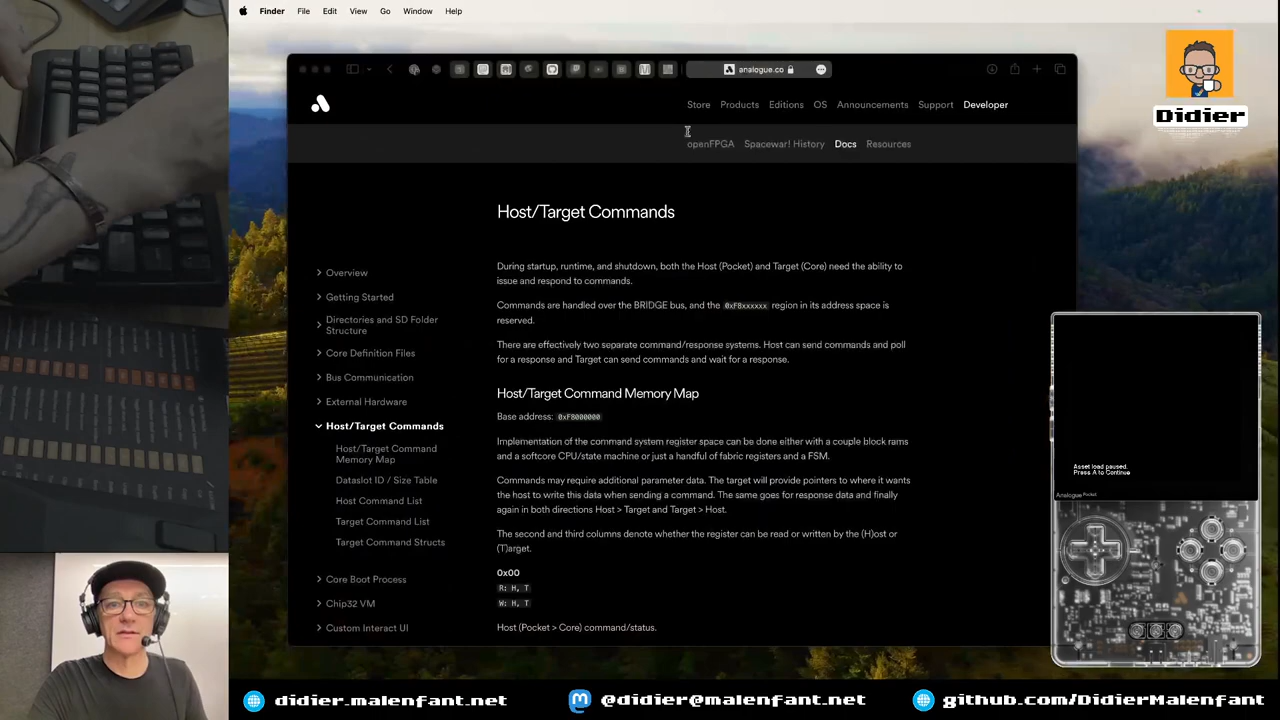 Finder File Edit View Go Window Help
analogue.co
Store Products Editions OS Announcements Support Developer
openFPGA Spacewar! History Docs Resources
Didier
Host/Target Commands
During startup, runtime, and shutdown, both the Host (Pocket) and Target (Core) need the ability to
issue and respond to commands.
Commands are handled over the BRIDGE bus, and the 0xF8xxxxxx region in its address space is
reserved.
There are effectively two separate command/response systems. Host can send commands and poll
for a response and Target can send commands and wait for a response.
Host/Target Command Memory Map
Base address: 0xF8000000
Implementation of the command system register space can be done either with a couple block rams
and a softcore CPU/state machine or just a handful of fabric registers and a FSM.
Commands may require additional parameter data. The target will provide pointers to where it wants
the host to write this data when sending a command. The same goes for response data and finally
again in both directions Host > Target and Target > Host.
The second and third columns denote whether the register can be read or written by the (H)ost or
(T)arget.
0x00
R: H, T
W: H, T
Host (Pocket > Core) command/status.
Overview
Getting Started
Directories and SD Folder
Structure
Core Definition Files
Bus Communication
External Hardware
Host/Target Commands
Host/Target Command
Memory Map
Dataslot ID / Size Table
Host Command List
Target Command List
Target Command Structs
Core Boot Process
Chip32 VM
Custom Interact UI
Asset load paused.
Press A to Continue
Analogue Pocket
didier.malenfant.net
@didier@malenfant.net
github.com/DidierMalenfant